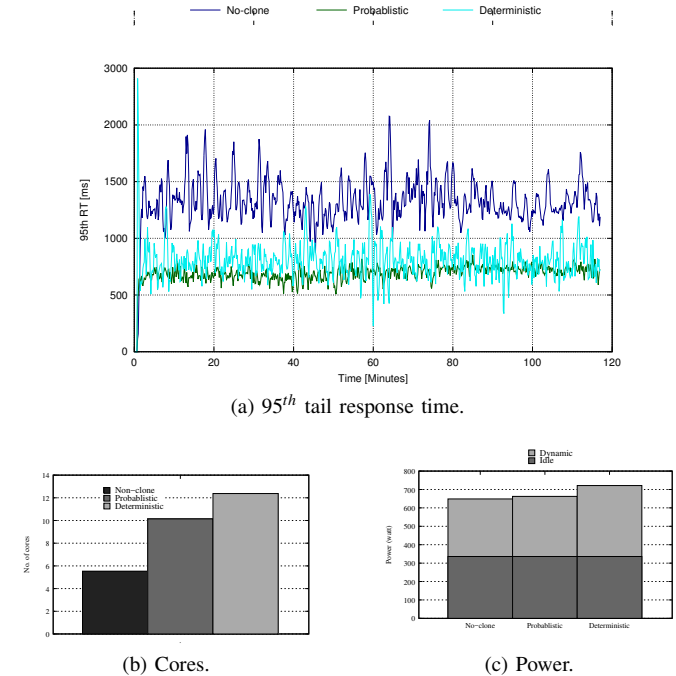 No-clone Probablistic Deterministic
3000
2500
2000
1500
1000
500
0
95th RT [ms]
0 20 40 60 80 100 120
Time [Minutes]
(a) 95th tail response time.
14
12
10
8
6
4
2
0
No. of cores
Non−clone
Probablistic
Deterministic
(b) Cores.
Dynamic
Idle
800
700
600
500
400
300
200
100
0
Power (watt)
No−clone Probablistic Deterministic
(c) Power.